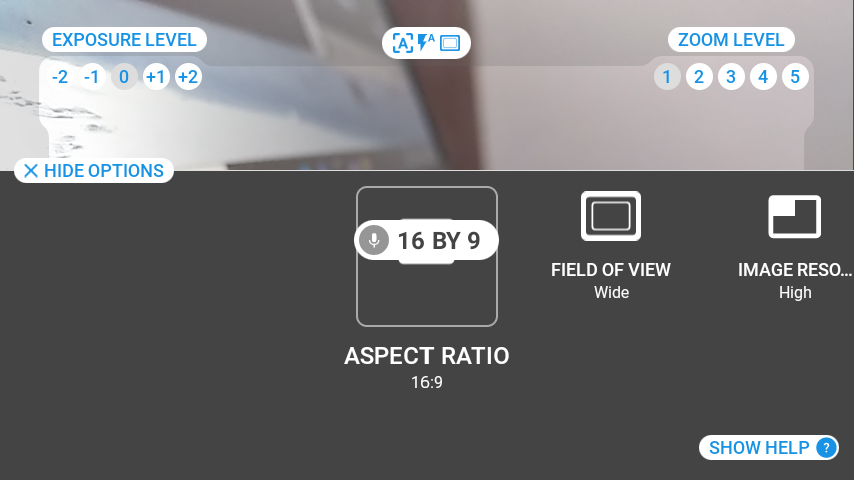 EXPOSURE LEVEL
A
A
ZOOM LEVEL
-2 -1 0 +1 +2
1 2 3 4 5
HIDE OPTIONS
16 BY 9
FIELD OF VIEW
Wide
IMAGE RESO...
High
ASPECT RATIO
16:9
SHOW HELP ?